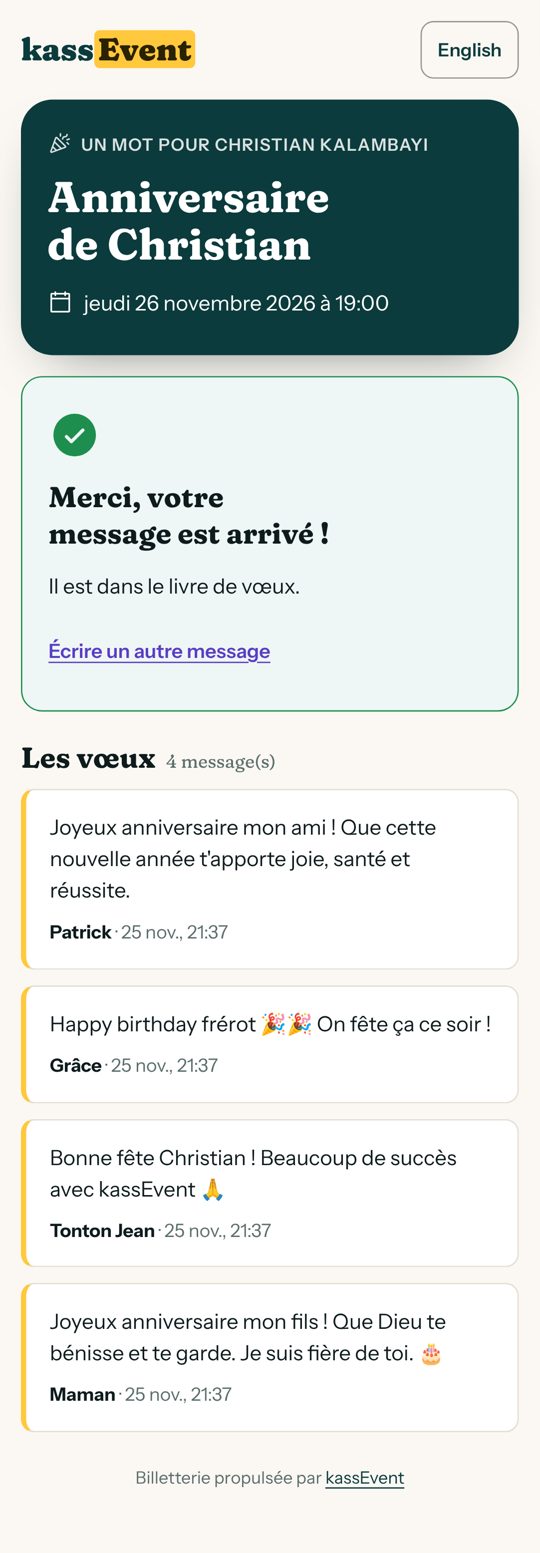 kassEvent
English
UN MOT POUR CHRISTIAN KALAMBAYI
Anniversaire
de Christian
jeudi 26 novembre 2026 à 19:00
Merci, votre
message est arrivé !
Il est dans le livre de vœux.
Écrire un autre message
Les vœux 4 message(s)
Joyeux anniversaire mon ami ! Que cette
nouvelle année t'apporte joie, santé et
réussite.
Patrick · 25 nov., 21:37
Happy birthday frérot 🎉🎉 On fête ça ce soir !
Grâce · 25 nov., 21:37
Bonne fête Christian ! Beaucoup de succès
avec kassEvent 🙏
Tonton Jean · 25 nov., 21:37
Joyeux anniversaire mon fils ! Que Dieu te
bénisse et te garde. Je suis fière de toi. 🎂
Maman · 25 nov., 21:37
Billetterie propulsée par kassEvent